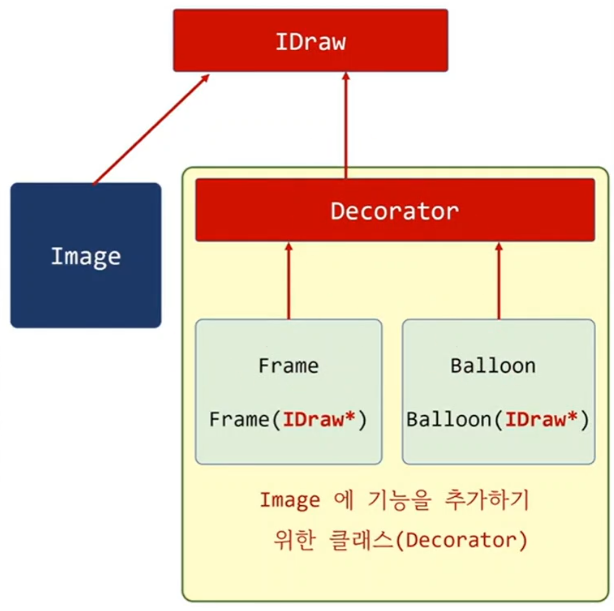 IDraw
Image
Decorator
Frame
Frame(IDraw*)
Balloon
Balloon(IDraw*)
Image 에 기능을 추가하기
위한 클래스(Decorator)